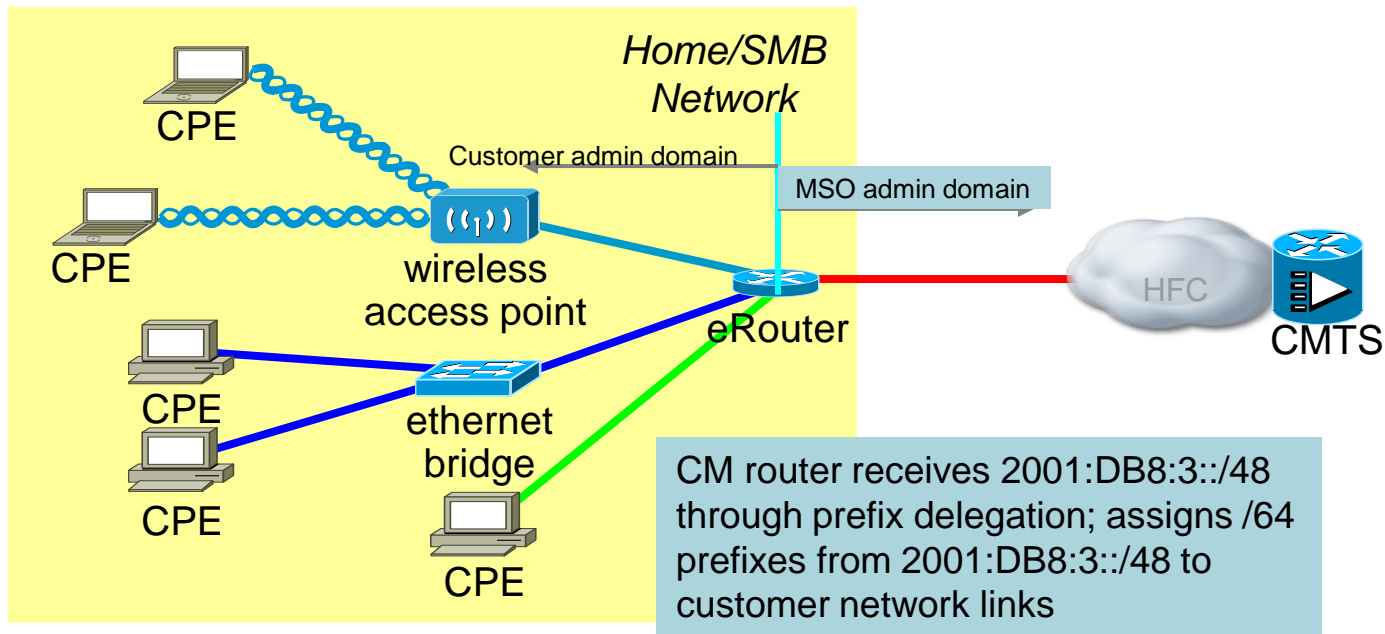 Home/SMB
Network
CPE
Customer admin domain
MSO admin domain
CPE
wireless
access point
HFC
eRouter
CMTS
CPE
ethernet
bridge
CPE
CPE
CM router receives 2001:DB8:3::/48
through prefix delegation; assigns /64
prefixes from 2001:DB8:3::/48 to
customer network links